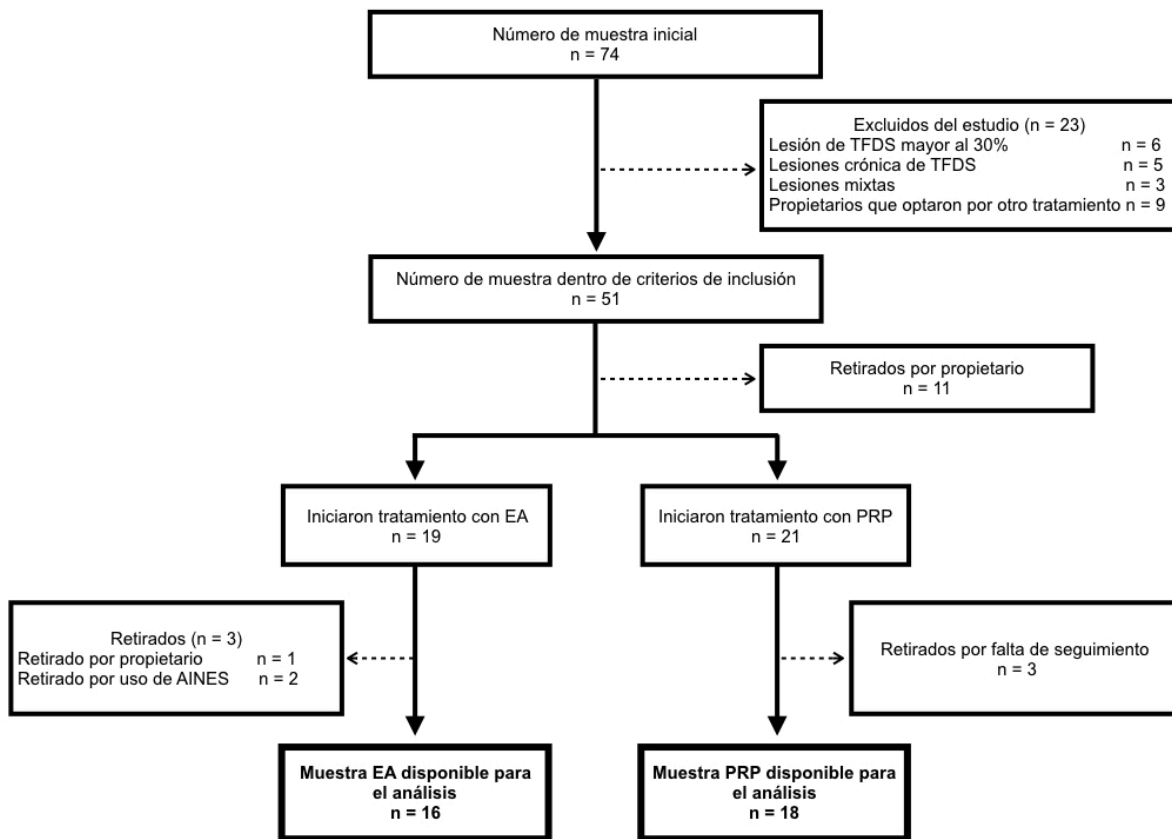 Número de muestra inicial
n = 74
Excluidos del estudio (n = 23)
Lesión de TFDS mayor al 30% n = 6
Lesiones crónica de TFDS n = 5
Lesiones mixtas n = 3
Propietarios que optaron por otro tratamiento n = 9
Número de muestra dentro de criterios de inclusión
n = 51
Retirados por propietario
n = 11
Iniciaron tratamiento con EA
n = 19
Iniciaron tratamiento con PRP
n = 21
Retirados (n = 3)
Retirado por propietario n = 1
Retirado por uso de AINES n = 2
Retirados por falta de seguimiento
n = 3
Muestra EA disponible para
el análisis
n = 16
Muestra PRP disponible para
el análisis
n = 18